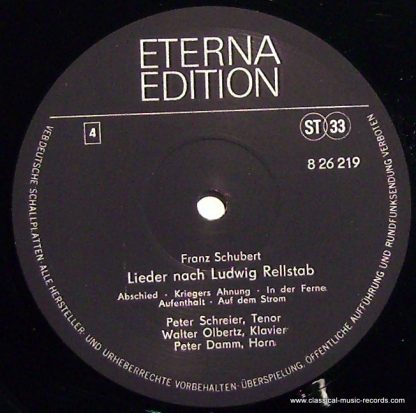 ETERNA
EDITION
4
ST 33
8 26 219
Franz Schubert
Lieder nach Ludwig Rellstab
Abschied · Kriegers Ahnung · In der Ferne
Aufenthalt · Auf dem Strom
Peter Schreier, Tenor
Walter Olbertz, Klavier
Peter Damm, Horn
VEB DEUTSCHE SCHALLPLATTEN · ALLE HERSTELLER- UND URHEBERRECHTE VORBEHALTEN · ÜBERSPIELUNG, ÖFFENTLICHE AUFFÜHRUNG UND RUNDFUNKSENDUNG VERBOTEN
www.classical-music-records.com